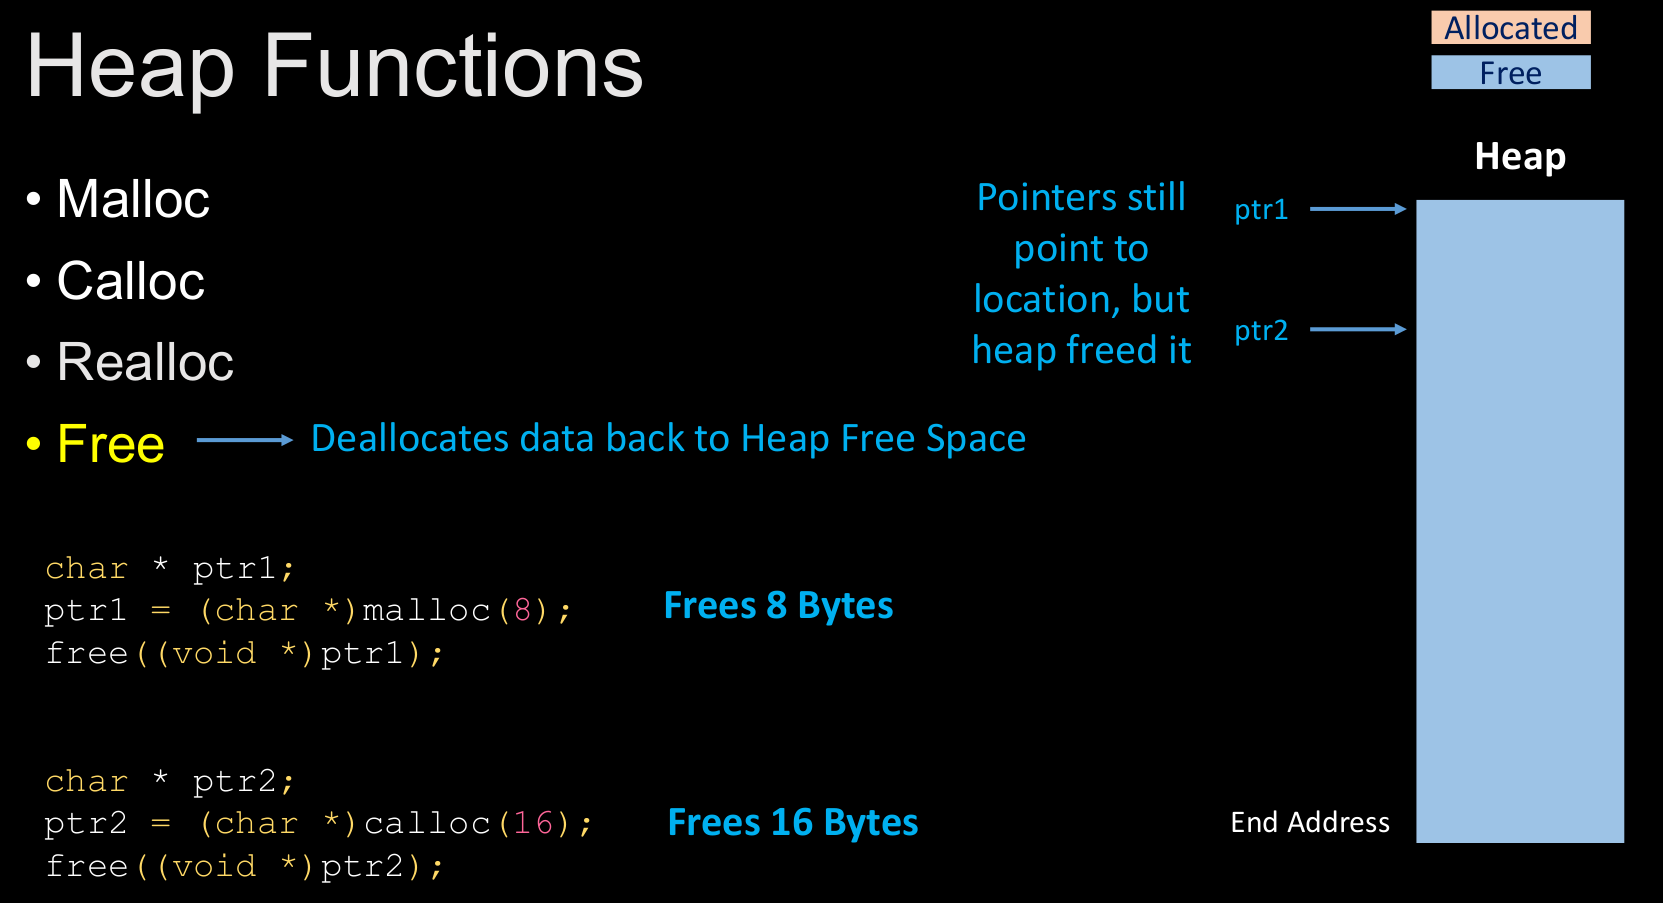 Heap Functions
Allocated
Free
Heap
• Malloc
• Calloc
• Realloc
• Free
Deallocates data back to Heap Free Space
Pointers still
point to
location, but
heap freed it
ptr1
ptr2
char * ptr1;
ptr1 = (char *)malloc(8);
free((void *)ptr1);
Frees 8 Bytes
char * ptr2;
ptr2 = (char *)calloc(16);
free((void *)ptr2);
Frees 16 Bytes
End Address